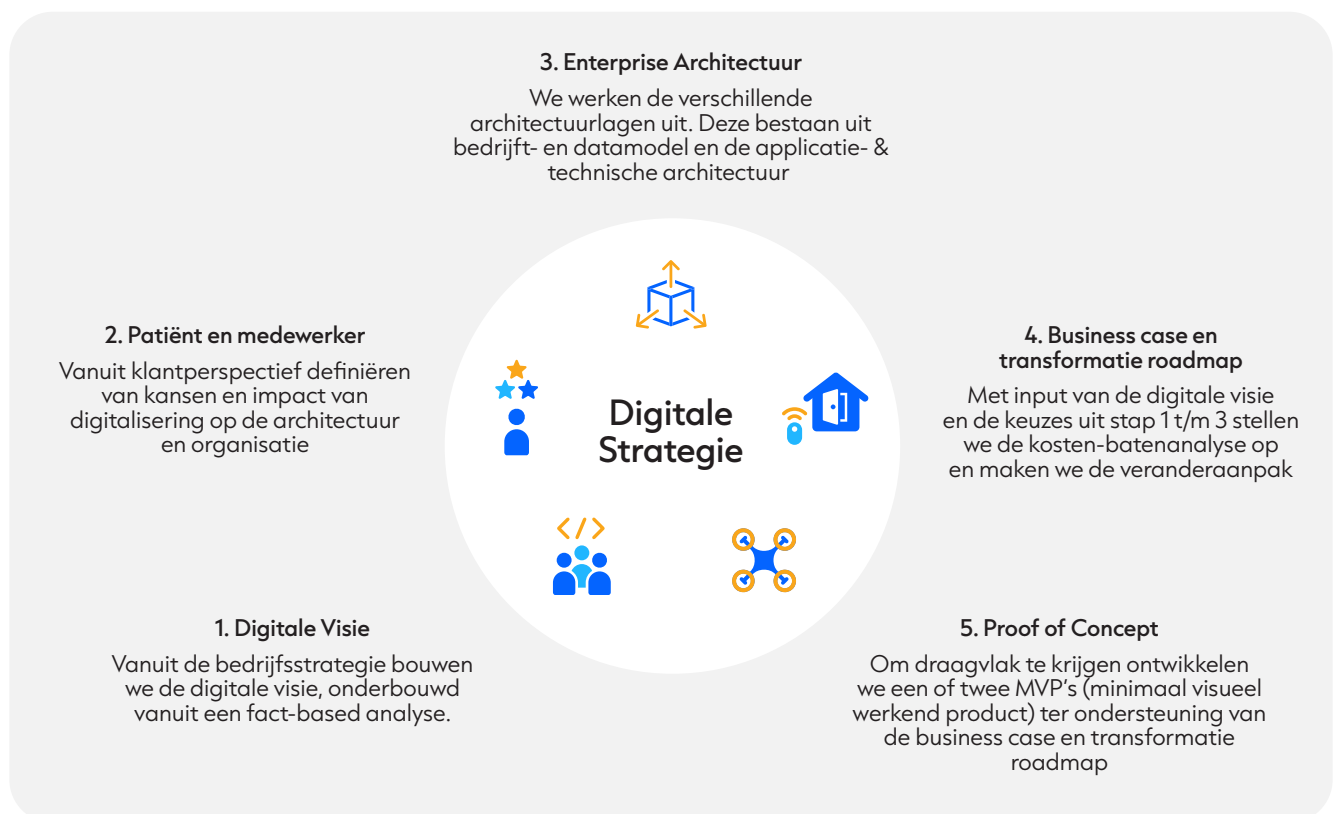 3. Enterprise Architectuur
We werken de verschillende
architectuurlagen uit. Deze bestaan uit
bedrijft- en datamodel en de applicatie- &
technische architectuur
2. Patiënt en medewerker
Vanuit klantperspectief definiëren
van kansen en impact van
digitalisering op de architectuur
en organisatie
Digitale
Strategie
4. Business case en
transformatie roadmap
Met input van de digitale visie
en de keuzes uit stap 1 t/m 3 stellen
we de kosten-batenanalyse op
en maken we de veranderaanpak
1. Digitale Visie
Vanuit de bedrijfsstrategie bouwen
we de digitale visie, onderbouwd
vanuit een fact-based analyse.
5. Proof of Concept
Om draagvlak te krijgen ontwikkelen
we een of twee MVP's (minimaal visueel
werkend product) ter ondersteuning van
de business case en transformatie
roadmap